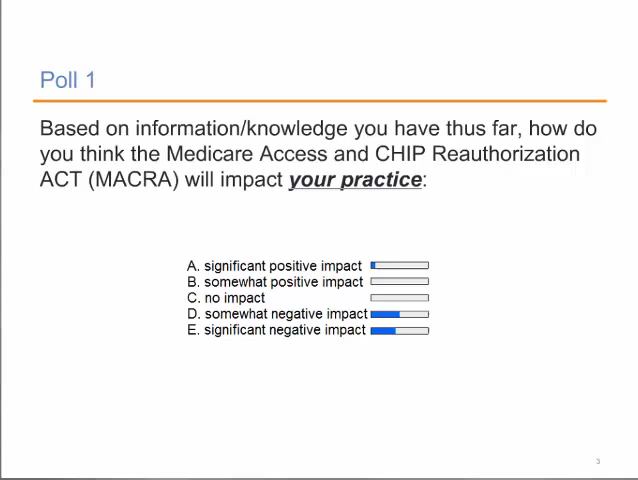 Poll 1
Based on information/knowledge you have thus far, how do
you think the Medicare Access and CHIP Reauthorization
ACT (MACRA) will impact your practice:
A. significant positive impact
B. somewhat positive impact
C. no impact
D. somewhat negative impact
E. significant negative impact
3